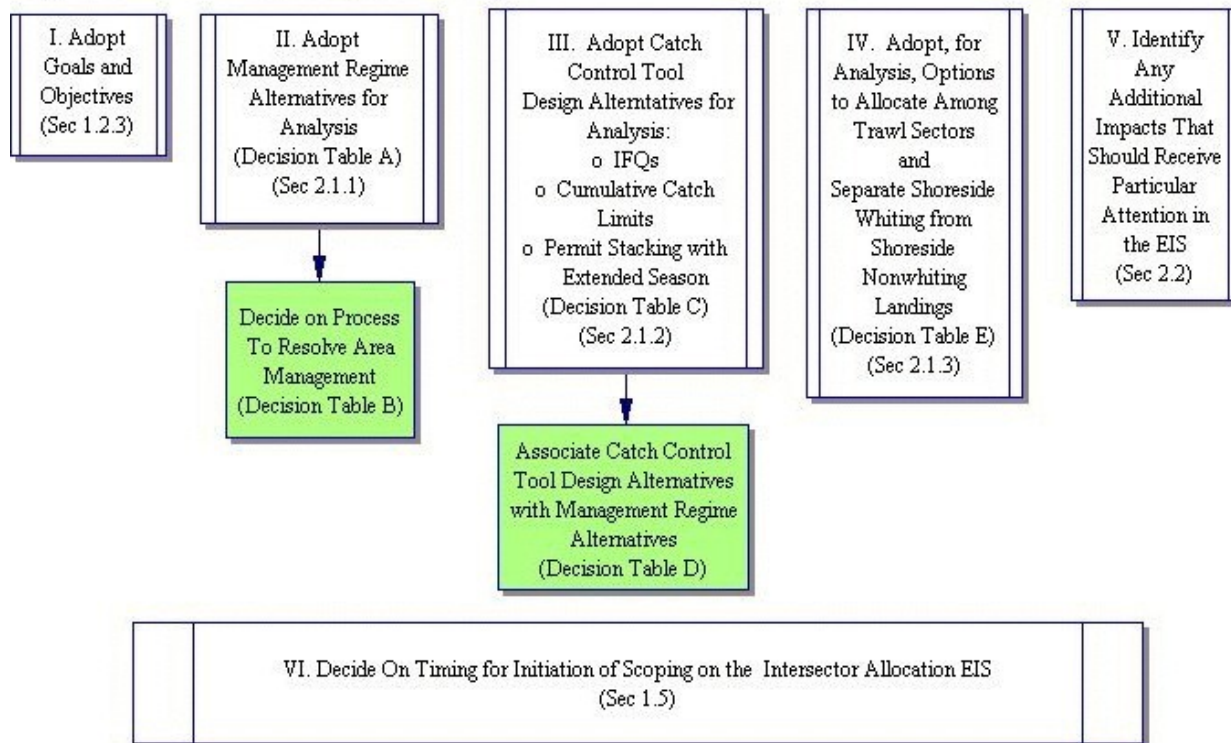 I. Adopt
Goals and
Objectives
(Sec 1.2.3)
II. Adopt
Management Regime
Alternatives for
Analysis
(Decision Table A)
(Sec 2.1.1)
Decide on Process
To Resolve Area
Management
(Decision Table B)
III. Adopt Catch
Control Tool
Design Alterntatives for
Analysis:
o IFQs
o Cumulative Catch
Limits
o Permit Stacking with
Extended Season
(Decision Table C)
(Sec 2.1.2)
Associate Catch Control
Tool Design Alternatives
with Management Regime
Alternatives
(Decision Table D)
IV. Adopt, for
Analysis, Options
to Allocate Among
Trawl Sectors
and
Separate Shoreside
Whiting from
Shoreside
Nonwhiting
Landings
(Decision Table E)
(Sec 2.1.3)
V. Identify
Any
Additional
Impacts That
Should Receive
Particular
Attention in
the EIS
(Sec 2.2)
VI. Decide On Timing for Initiation of Scoping on the Intersector Allocation EIS
(Sec 1.5)